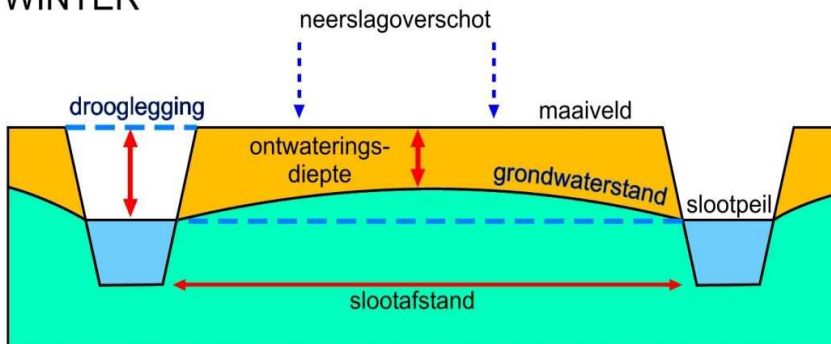 WINTER
neerslagoverschot
drooglegging
maaiveld
ontwaterings-
diepte
grondwaterstand
slootpeil
slootafstand